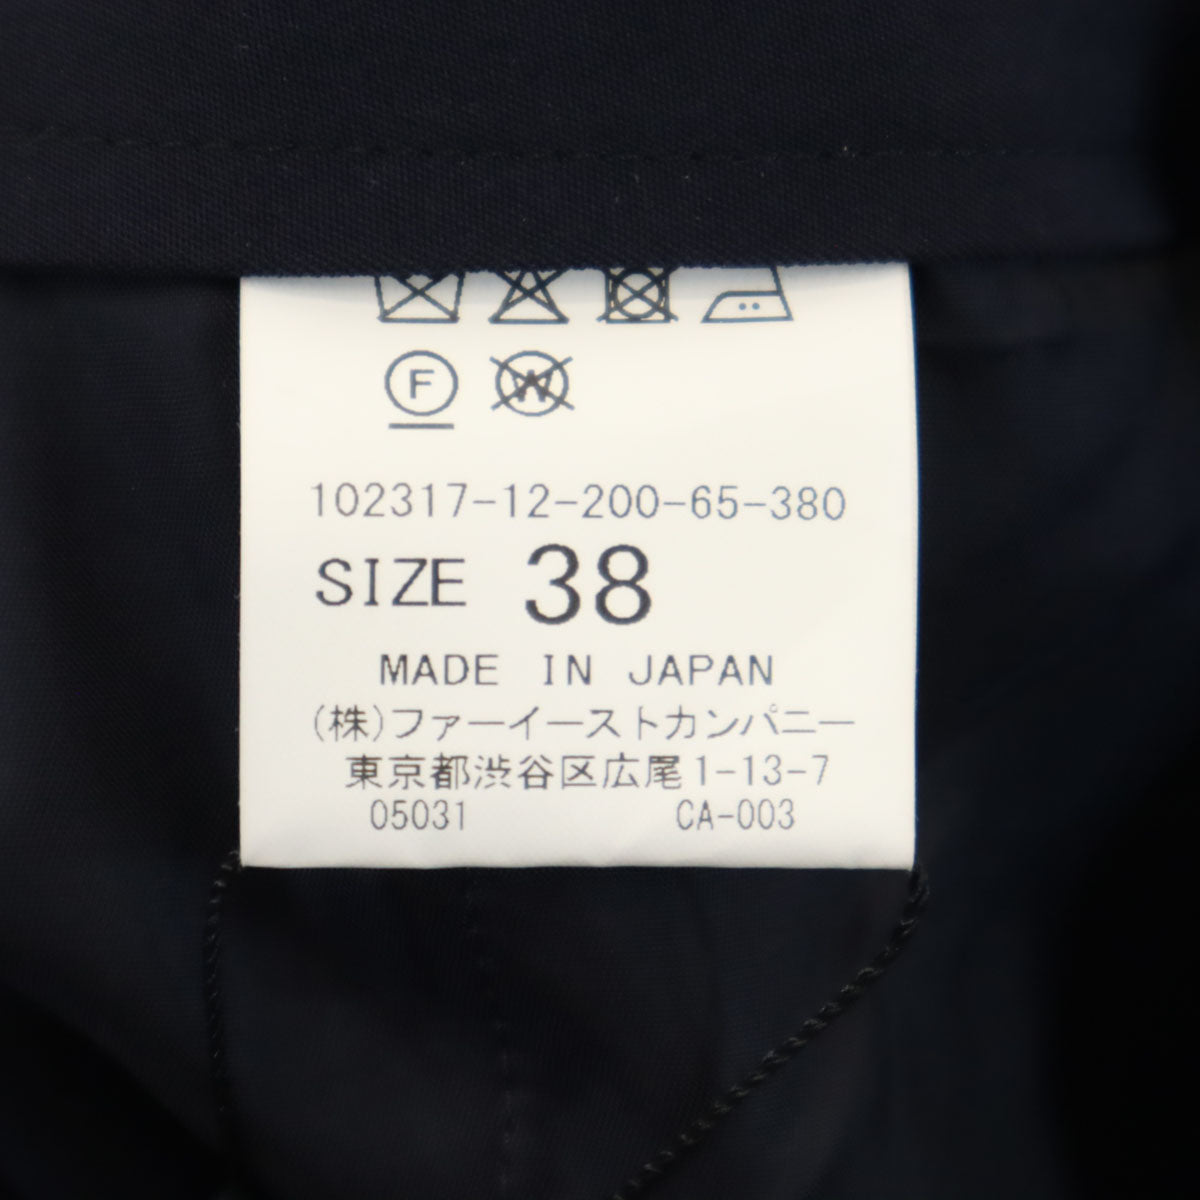 F W
102317-12-200-65-380
SIZE 38
MADE IN JAPAN
(株)ファーイーストカンパニー
東京都渋谷区広尾1-13-7
05031 CA-003